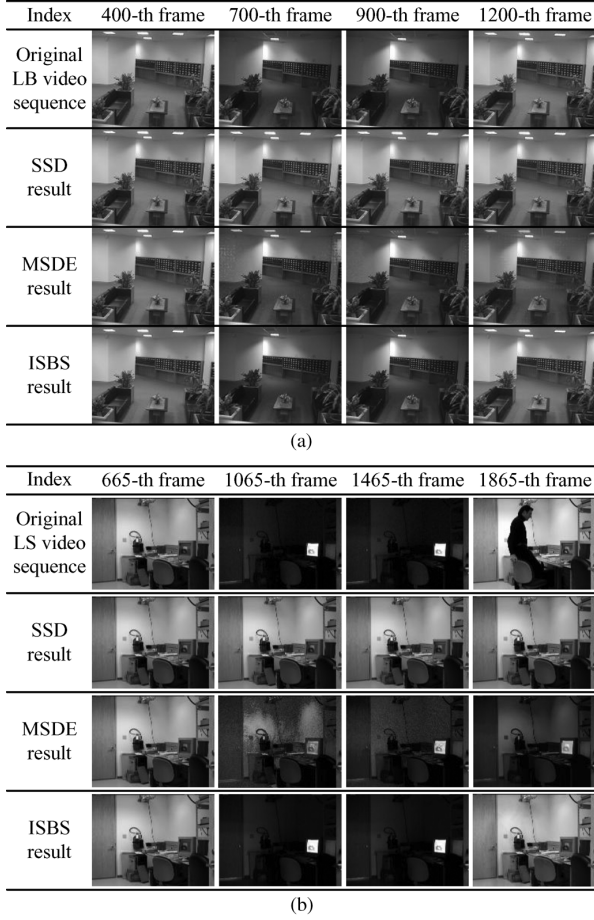 Index 400-th frame 700-th frame 900-th frame 1200-th frame
Original
LB video
sequence
SSD
result
MSDE
result
ISBS
result
(a)
Index 665-th frame 1065-th frame 1465-th frame 1865-th frame
Original
LS video
sequence
SSD
result
MSDE
result
ISBS
result
(b)